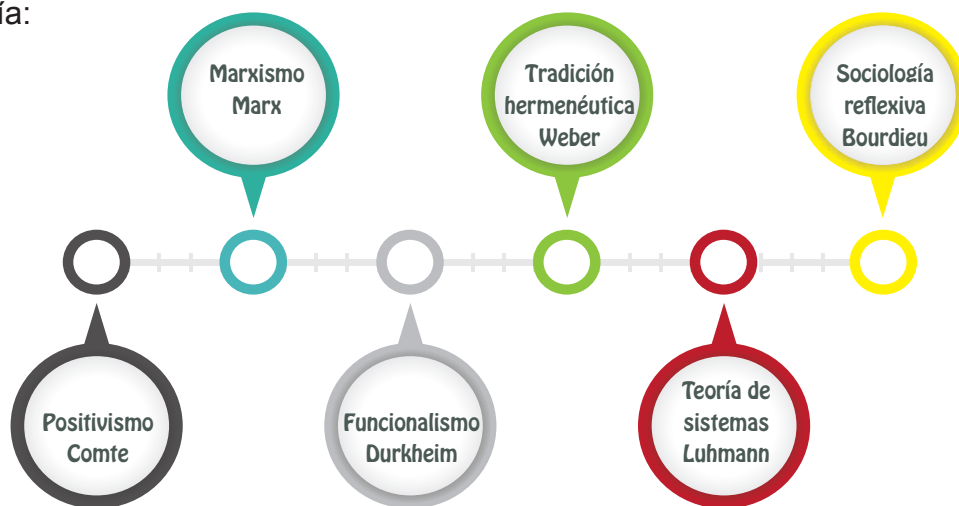 ía:
Marxismo
Marx
Tradición
hermenéutica
Weber
Sociología
reflexiva
Bourdieu
Positivismo
Comte
Funcionalismo
Durkheim
Teoría de
sistemas
Luhmann